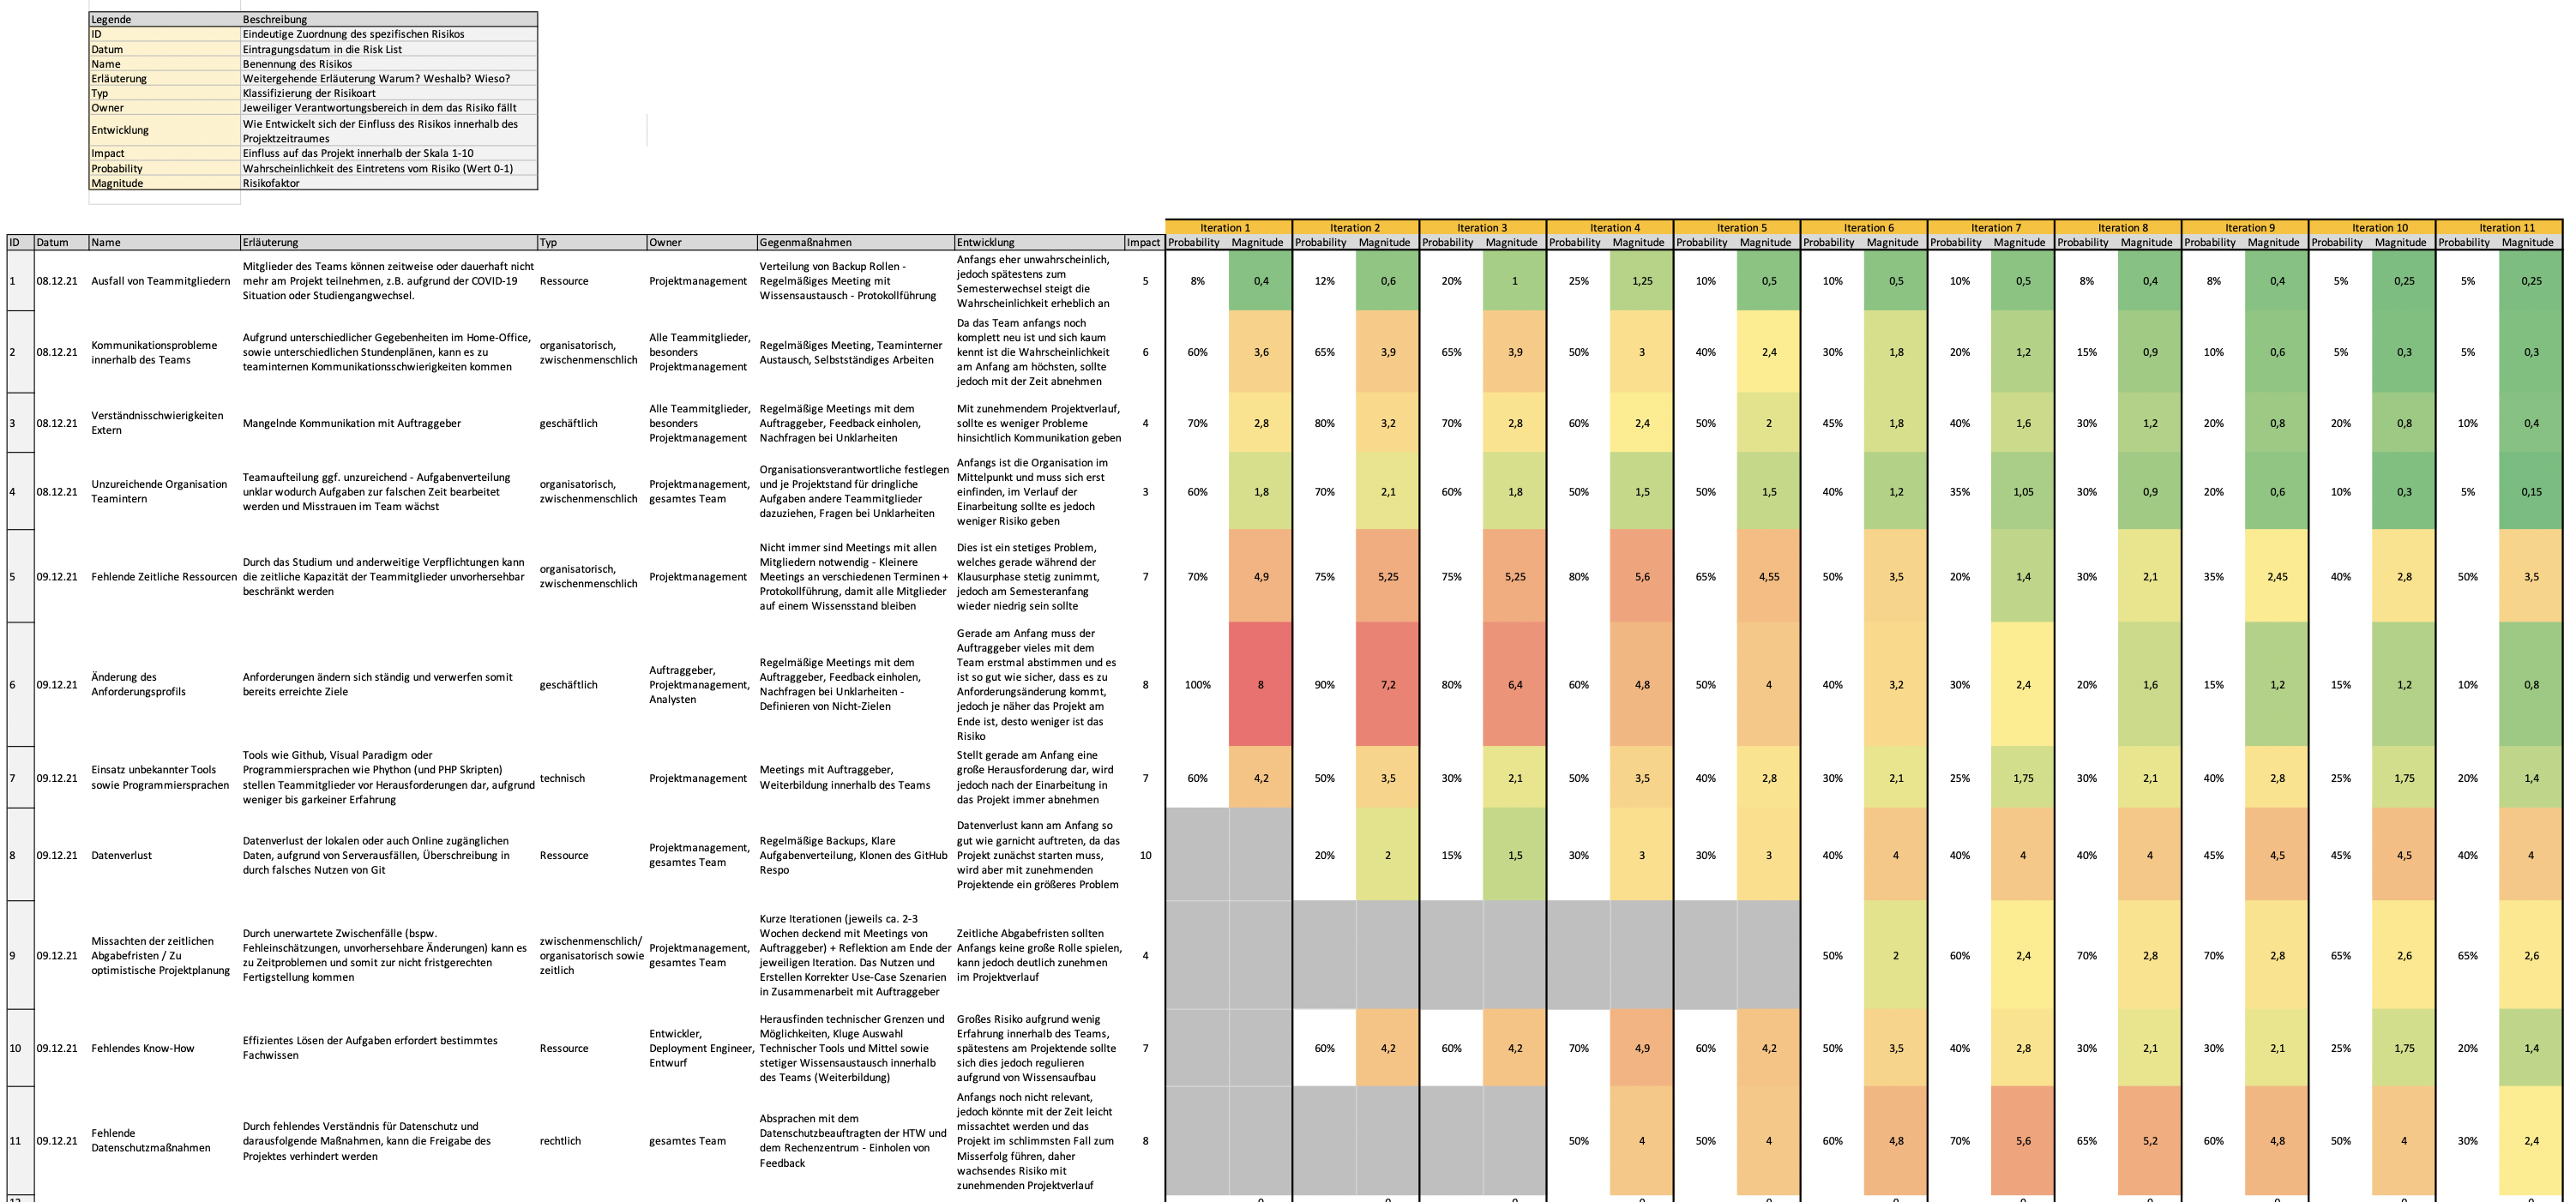 Legende Beschreibung
ID Eindeutige Zuordnung des spezifischen Risikos
Datum Eintragungsdatum in die Risk List
Name Benennung des Risikos
Erläuterung Weitergehende Erläuterung Warum? Weshalb? Wieso?
Typ Klassifizierung der Risikoart
Owner Jeweiliger Verantwortungsbereich in dem das Risiko fällt
Entwicklung Wie Entwickelt sich der Einfluss des Risikos innerhalb des
Projektzeitraumes
Impact Einfluss auf das Projekt innerhalb der Skala 1-10
Probability Wahrscheinlichkeit des Eintretens vom Risiko (Wert 0-1)
Magnitude Risikofaktor
Iteration 1 Iteration 2 Iteration 3 Iteration 4 Iteration 5 Iteration 6 Iteration 7 Iteration 8 Iteration 9 Iteration 10 Iteration 11
ID Datum Name Erläuterung Typ Owner Gegenmaßnahmen Entwicklung Impact Probability Magnitude Probability Magnitude Probability Magnitude Probability Magnitude Probability Magnitude Probability Magnitude Probability Magnitude Probability Magnitude Probability Magnitude Probability Magnitude Probability Magnitude
1 08.12.21 Ausfall von Teammitgliedern
Mitglieder des Teams können zeitweise oder dauerhaft nicht
mehr am Projekt teilnehmen, z.B. aufgrund der COVID-19
Situation oder Studiengangwechsel.
Ressource
Projektmanagement
Verteilung von Backup Rollen -
Regelmäßiges Meeting mit
Wissensaustausch - Protokollführung
Anfangs eher unwahrscheinlich,
jedoch spätestens zum
Semesterwechsel steigt die
Wahrscheinlichkeit erheblich an
5 8% 0,4 12% 0,6 20% 1 25% 1,25 10% 0,5 10% 0,5 10% 0,5 8% 0,4 8% 0,4 5% 0,25 5% 0,25
2 08.12.21 Kommunikationsprobleme
innerhalb des Teams
Aufgrund unterschiedlicher Gegebenheiten im Home-Office,
sowie unterschiedlichen Stundenplänen, kann es zu
teaminternen Kommunikationsschwierigkeiten kommen
organisatorisch,
zwischenmenschlich
Alle Teammitglieder,
besonders
Projektmanagement
Regelmäßiges Meeting, Teaminterner
Austausch, Selbstständiges Arbeiten
Da das Team anfangs noch
komplett neu ist und sich kaum
kennt ist die Wahrscheinlichkeit
am Anfang am höchsten, sollte
jedoch mit der Zeit abnehmen
6 60% 3,6 65% 3,9 65% 3,9 50% 3 40% 2,4 30% 1,8 20% 1,2 15% 0,9 10% 0,6 5% 0,3 5% 0,3
3 08.12.21 Verständnisschwierigkeiten
Extern
Mangelnde Kommunikation mit Auftraggeber
geschäftlich
Alle Teammitglieder,
besonders
Projektmanagement
Regelmäßige Meetings mit dem
Auftraggeber, Feedback einholen,
Nachfragen bei Unklarheiten
Mit zunehmendem Projektverlauf,
sollte es weniger Probleme
hinsichtlich Kommunikation geben
4 70% 2,8 80% 3,2 70% 2,8 60% 2,4 50% 2 45% 1,8 40% 1,6 30% 1,2 20% 0,8 20% 0,8 10% 0,4
4 08.12.21 Unzureichende Organisation
Teamintern
Teamaufteilung ggf. unzureichend - Aufgabenverteilung
unklar wodurch Aufgaben zur falschen Zeit bearbeitet
werden und Misstrauen im Team wächst
organisatorisch,
zwischenmenschlich
Projektmanagement,
gesamtes Team
Organisationsverantwortliche festlegen
und je Projektstand für dringliche
Aufgaben andere Teammitglieder
dazuziehen, Fragen bei Unklarheiten
Anfangs ist die Organisation im
Mittelpunkt und muss sich erst
einfinden, im Verlauf der
Einarbeitung sollte es jedoch
weniger Risiko geben
3 60% 1,8 70% 2,1 60% 1,8 50% 1,5 50% 1,5 40% 1,2 35% 1,05 30% 0,9 20% 0,6 10% 0,3 5% 0,15
5 09.12.21 Fehlende Zeitliche Ressourcen
Durch das Studium und anderweitige Verpflichtungen kann
die zeitliche Kapazität der Teammitglieder unvorhersehbar
beschränkt werden
organisatorisch,
zwischenmenschlich
Projektmanagement
Nicht immer sind Meetings mit allen
Mitgliedern notwendig - Kleinere
Meetings an verschiedenen Terminen +
Protokollführung, damit alle Mitglieder
auf einem Wissensstand bleiben
Dies ist ein stetiges Problem,
welches gerade während der
Klausurphase stetig zunimmt,
jedoch am Semesteranfang
wieder niedrig sein sollte
7 70% 4,9 75% 5,25 75% 5,25 80% 5,6 65% 4,55 50% 3,5 20% 1,4 30% 2,1 35% 2,45 40% 2,8 50% 3,5
6 09.12.21 Änderung des
Anforderungsprofils
Anforderungen ändern sich ständig und verwerfen somit
bereits erreichte Ziele
geschäftlich
Auftraggeber,
Projektmanagement,
Analysten
Regelmäßige Meetings mit dem
Auftraggeber, Feedback einholen,
Nachfragen bei Unklarheiten -
Definieren von Nicht-Zielen
Gerade am Anfang muss der
Auftraggeber vieles mit dem
Team erstmal abstimmen und es
ist so gut wie sicher, dass es zu
Anforderungsänderung kommt,
jedoch je näher das Projekt am
Ende ist, desto weniger ist das
Risiko
8 100% 8 90% 7,2 80% 6,4 60% 4,8 50% 4 40% 3,2 30% 2,4 20% 1,6 15% 1,2 15% 1,2 10% 0,8
7 09.12.21 Einsatz unbekannter Tools
sowie Programmiersprachen
Tools wie Github, Visual Paradigm oder
Programmiersprachen wie Phython (und PHP Skripten)
stellen Teammitglieder vor Herausforderungen dar, aufgrund
weniger bis garkeiner Erfahrung
technisch
Projektmanagement
Meetings mit Auftraggeber,
Weiterbildung innerhalb des Teams
Stellt gerade am Anfang eine
große Herausforderung dar, wird
jedoch nach der Einarbeitung in
das Projekt immer abnehmen
7 60% 4,2 50% 3,5 30% 2,1 50% 3,5 40% 2,8 30% 2,1 25% 1,75 30% 2,1 40% 2,8 25% 1,75 20% 1,4
8 09.12.21 Datenverlust
Datenverlust der lokalen oder auch Online zugänglichen
Daten, aufgrund von Serverausfällen, Überschreibung in
durch falsches Nutzen von Git
Ressource
Projektmanagement,
gesamtes Team
Regelmäßige Backups, Klare
Aufgabenverteilung, Klonen des GitHub
Respo
Datenverlust kann am Anfang so
gut wie garnicht auftreten, da das
Projekt zunächst starten muss,
wird aber mit zunehmenden
Projektende ein größeres Problem
10 20% 2 15% 1,5 30% 3 30% 3 40% 4 40% 4 40% 4 45% 4,5 45% 4,5 40% 4
9 09.12.21 Missachten der zeitlichen
Abgabefristen / Zu
optimistische Projektplanung
Durch unerwartete Zwischenfälle (bspw.
Fehleinschätzungen, unvorhersehbare Änderungen) kann es
zu Zeitproblemen und somit zur nicht fristgerechten
Fertigstellung kommen
zwischenmenschlich/
organisatorisch sowie
zeitlich
Projektmanagement,
gesamtes Team
Kurze Iterationen (jeweils ca. 2-3
Wochen deckend mit Meetings von
Auftraggeber) + Reflektion am Ende der
jeweiligen Iteration. Das Nutzen und
Erstellen Korrekter Use-Case Szenarien
in Zusammenarbeit mit Auftraggeber
Zeitliche Abgabefristen sollten
Anfangs keine große Rolle spielen,
kann jedoch deutlich zunehmen
im Projektverlauf
4 50% 2 60% 2,4 70% 2,8 70% 2,8 65% 2,6 65% 2,6
10 09.12.21 Fehlendes Know-How
Effizientes Lösen der Aufgaben erfordert bestimmtes
Fachwissen
Ressource
Entwickler,
Deployment Engineer,
Entwurf
Herausfinden technischer Grenzen und
Möglichkeiten, Kluge Auswahl
Technischer Tools und Mittel sowie
stetiger Wissensaustausch innerhalb
des Teams (Weiterbildung)
Großes Risiko aufgrund wenig
Erfahrung innerhalb des Teams,
spätestens am Projektende sollte
sich dies jedoch regulieren
aufgrund von Wissensaufbau
7 60% 4,2 60% 4,2 70% 4,9 60% 4,2 50% 3,5 40% 2,8 30% 2,1 30% 2,1 25% 1,75 20% 1,4
11 09.12.21 Fehlende
Datenschutzmaßnahmen
Durch fehlendes Verständnis für Datenschutz und
darausfolgende Maßnahmen, kann die Freigabe des
Projektes verhindert werden
rechtlich
gesamtes Team
Absprachen mit dem
Datenschutzbeauftragten der HTW und
dem Rechenzentrum - Einholen von
Feedback
Anfangs noch nicht relevant,
jedoch könnte mit der Zeit leicht
missachtet werden und das
Projekt im schlimmsten Fall zum
Misserfolg führen, daher
wachsendes Risiko mit
zunehmenden Projektverlauf
8 50% 4 50% 4 60% 4,8 70% 5,6 65% 5,2 60% 4,8 50% 4 30% 2,4